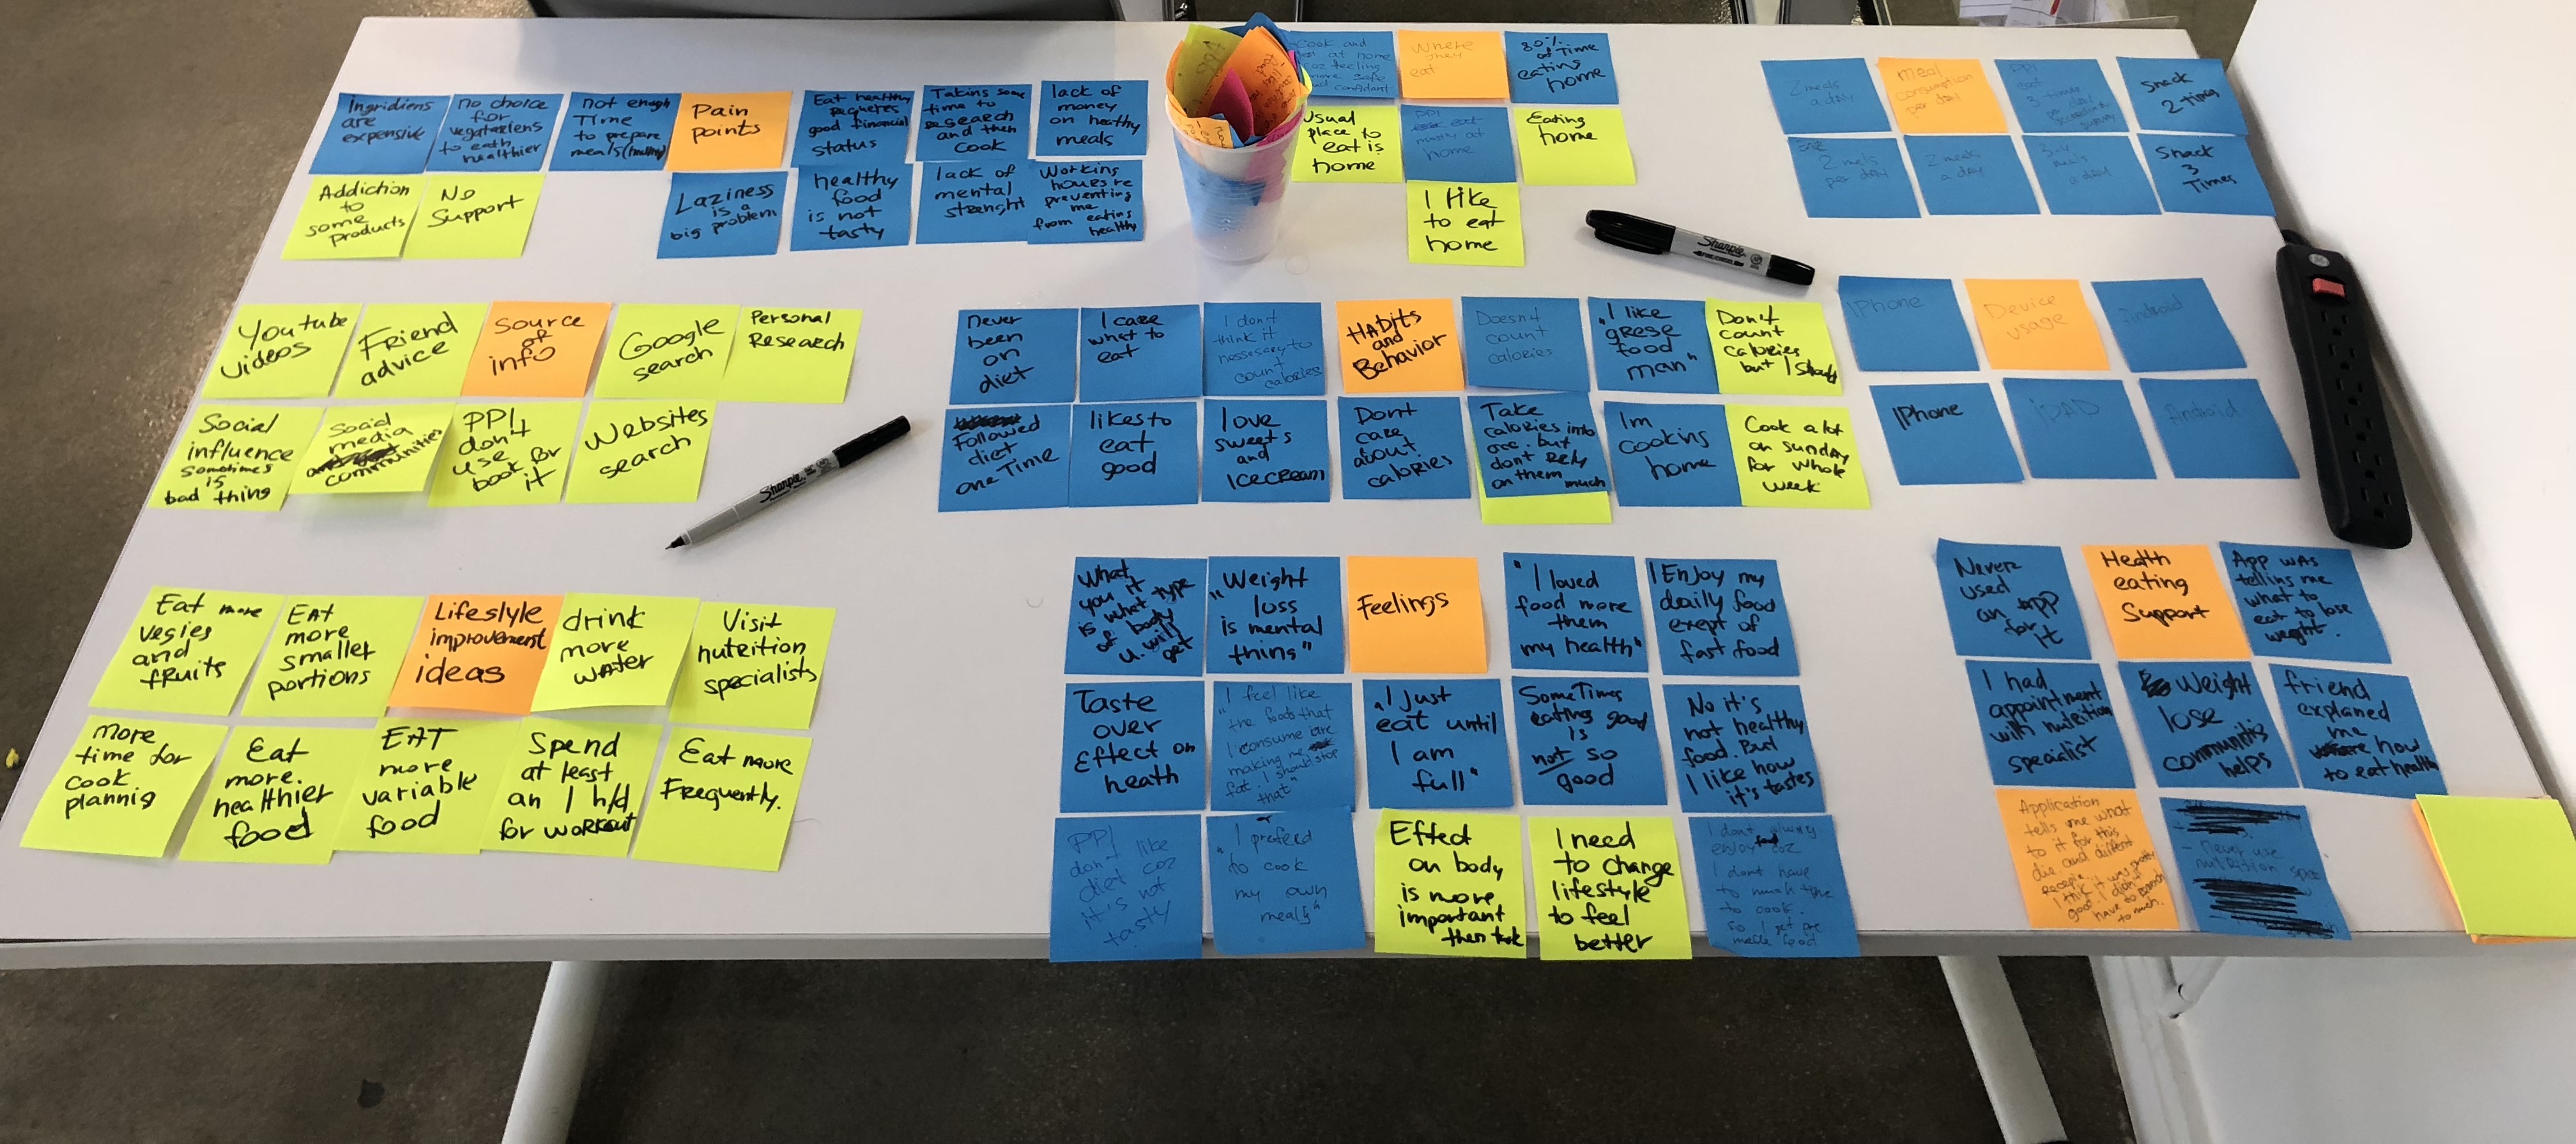 Ingridiens
are
expensive
no choice
for
vegatariens
to eath
healthier
not enough
Time
to prepare
meals (healthy)
Pain
points
Eat healthy
requeres
good financial
status
Taking some
time to
research
and then
cook
lack of
money
on healthy
meals
Addiction
to
some
products
No
Support
Laziness
is a
big problem
healthy
food
is not
tasty
lack of
mental
strenght
Working
houers re
preventing
me
from eating
healthy
Cook and
eat at home
coz feeling
more safe
and confidant
Where
they
eat
80%
of Time
eating
home
Usual
place to
eat is
home
PPl
eat
mostly at
home
Eating
home
I like
to eat
home
2 meals
a day
meal
consumption
per day
PPl
eat
3 times
per day
Snack
2 times
2 mels
per day
2 meals
a day
3-4
meals
a day
Snack
3
Times
Youtube
videos
Friend
advice
Source
of
info
Google
search
Personal
Research
Social
influence
sometimes
is
bad thing
Social
media
communities
PPl
don't
use
book for
it
Websites
search
Sharpie
Sharpie
Never
been
on
diet
I care
what to
eat
I don't
think it
nessesary to
count calories
HAbits
and
Behavior
Doesn't
count
calories
"I like
grese
food
man"
Don't
count
calories
but I should
Followed
diet
one Time
likes to
eat
good
love
sweets
and
Icecream
Dont
care
about
calories
Take
calories into
acc. but
dont rely
on them much
Im
cooking
home
Cook a lot
on Sunday
for whole
week
IPhone
Device
usage
Android
IPhone
iPAD
Android
Eat more
vegies
and
fruits
EAt
more
smaller
portions
Lifestyle
improvement
ideas
drink
more
water
Visit
nutrition
specialists
more
time for
cook
plannig
Eat
more
healthier
food
EAT
more
variable
food
Spend
at least
an 1 h/d
for workout
Eat more
Frequently.
What
you it
is what type
of body
u. will
get
"Weight
loss
is mental
thing"
Feelings
"I loved
food more
them
my health"
I Enjoy my
daily food
exept of
fast food
Taste
over
Effect on
heath
"I feel like
the foods that
I consume are
making me
fat, I should stop
that"
"I just
eat until
I am
full"
SomeTimes
eating good
is
not so
good
No it's
not healthy
food. But
I like how
it's tastes
PPl
don't like
diet coz
it's not
tasty
"I prefeed
to cook
my own
meals"
Effect
on body
is more
important
then
I need
to change
lifestyle
to feel
better
I dont always
enjoy coz
I dont have
to much time
to cook.
so I get pre
made food
Never
used
an App
for it
Heath
eating
Support
App was
telling me
what to
eat to lose
weight.
I had
appointment
with nutrition
specialist
Weight
lose
communities
helps
friend
explaned
me
how
to eat healthy
Application
tells me what
to it for this
die and diffent
recepie
I think it was pretty
good. I didn't
have to
to much.
- never use
nutrition